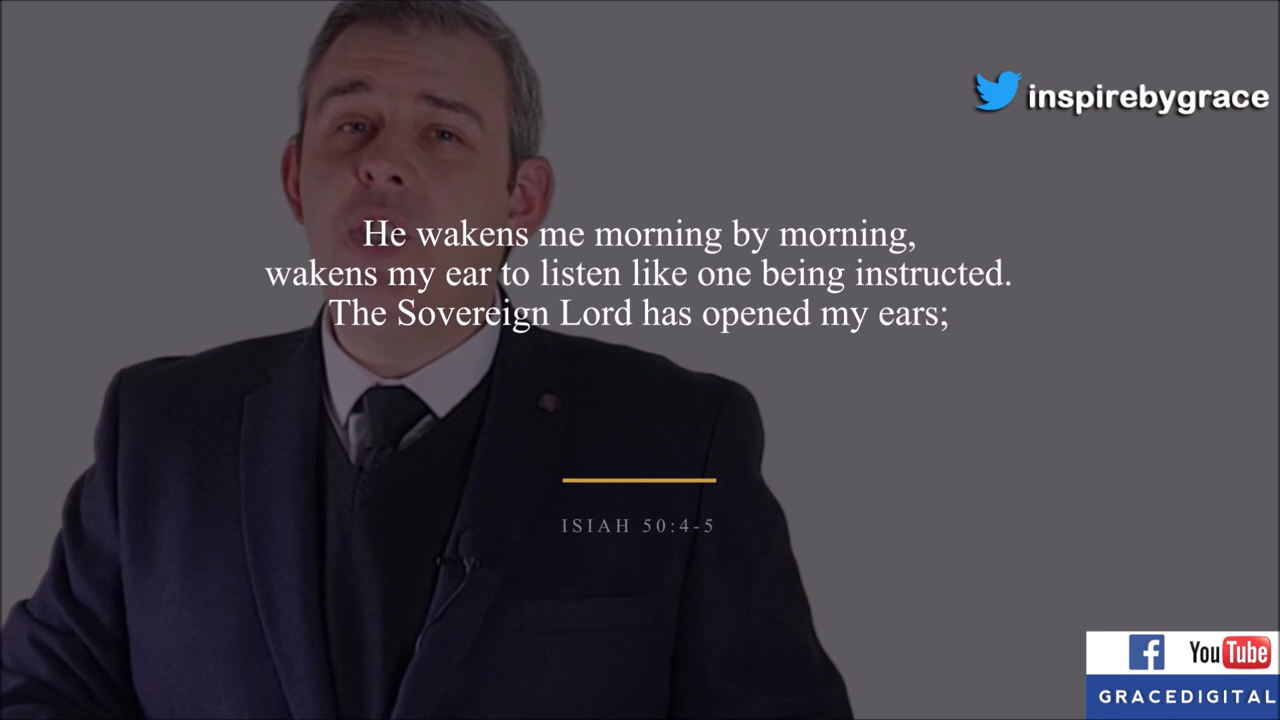 inspirebygrace
He wakens me morning by morning,
wakens my ear to listen like one being instructed.
The Sovereign Lord has opened my ears;
ISIAH 50:4-5
f YouTube
GRACEDIGITAL